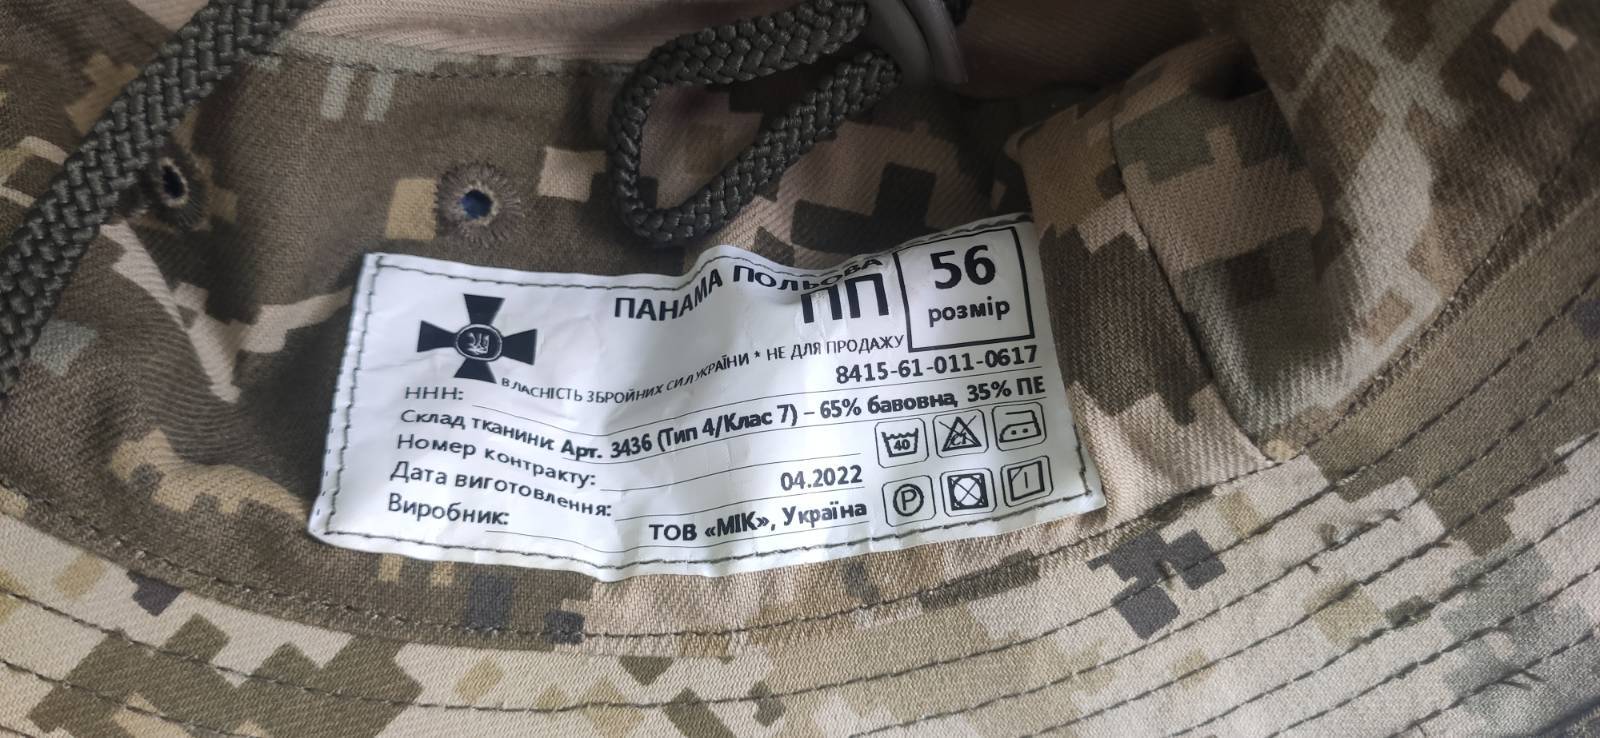 ПАНАМА ПОЛЬОВА
ПП
56
розмір
ВЛАСНІСТЬ ЗБРОЙНИХ СИЛ УКРАЇНИ * НЕ ДЛЯ ПРОДАЖУ
ННН: 8415-61-011-0617
Склад тканини: Арт. 3436 (Тип 4/Клас 7) – 65% бавовна, 35% ПЕ
Номер контракту:
Дата виготовлення: 04.2022
Виробник: ТОВ «МІК», Україна
40
Cl
P